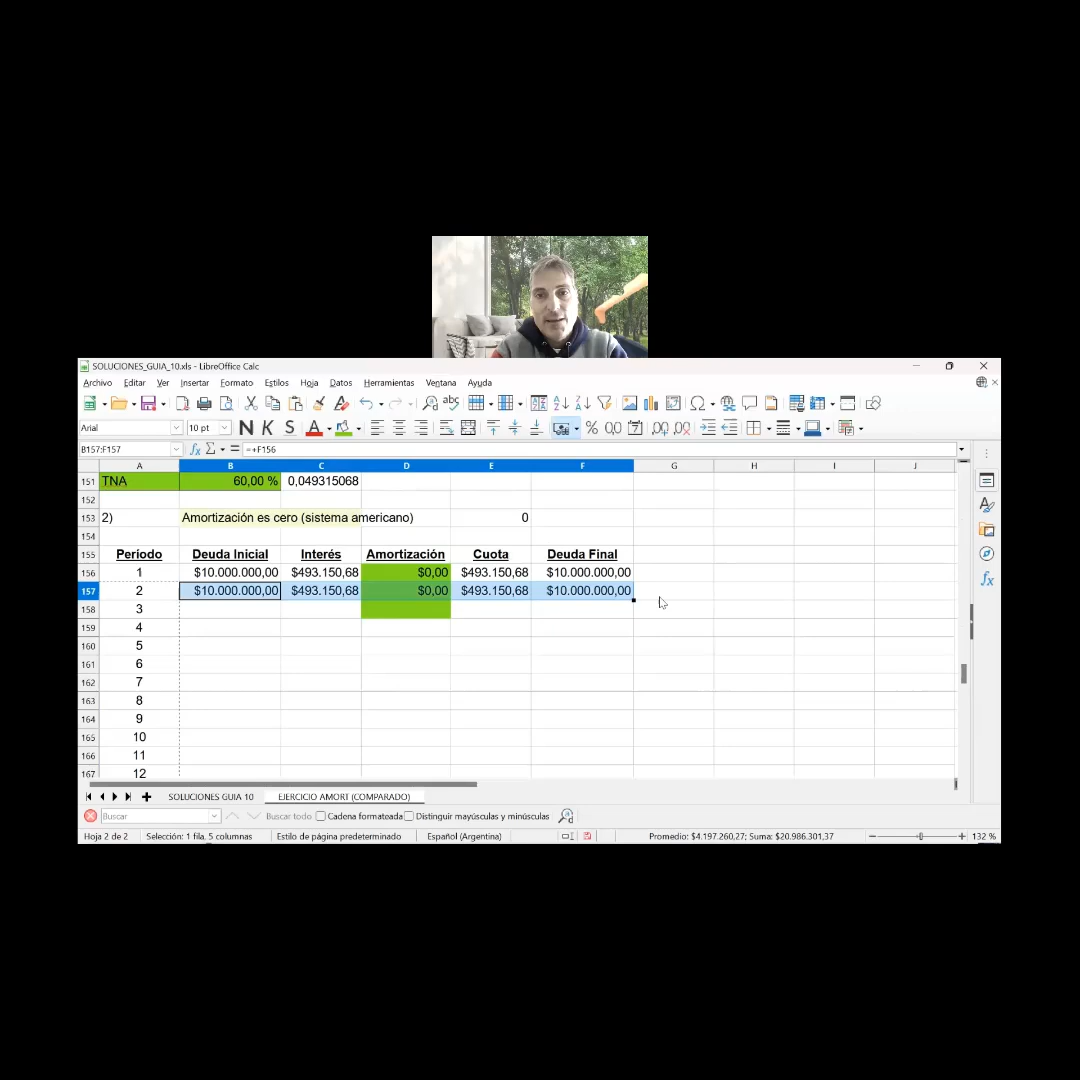 SOLUCIONES_GUIA_10.xls - LibreOffice Calc
Archivo Editar Ver Insertar Formato Estilos Hoja Datos Herramientas Ventana Ayuda
Arial 10 pt N K S
B157:F157 =+F156
A B C D E F G H I J
151 TNA 60,00 % 0,049315068
152
153 2) Amortización es cero (sistema americano) 0
154
155 Periodo Deuda Inicial Interés Amortización Cuota Deuda Final
156 1 $10.000.000,00 $493.150,68 $0,00 $493.150,68 $10.000.000,00
157 2 $10.000.000,00 $493.150,68 $0,00 $493.150,68 $10.000.000,00
158 3
159 4
160 5
161 6
162 7
163 8
164 9
165 10
166 11
167 12
SOLUCIONES GUIA 10 EJERCICIO AMORT (COMPARADO)
Buscar Buscar todo Cadena formateada Distinguir mayúsculas y minúsculas
Hoja 2 de 2 Selección: 1 fila, 5 columnas Estilo de página predeterminado Español (Argentina) Promedio: $4.197.260,27; Suma: $20.986.301,37 132 %